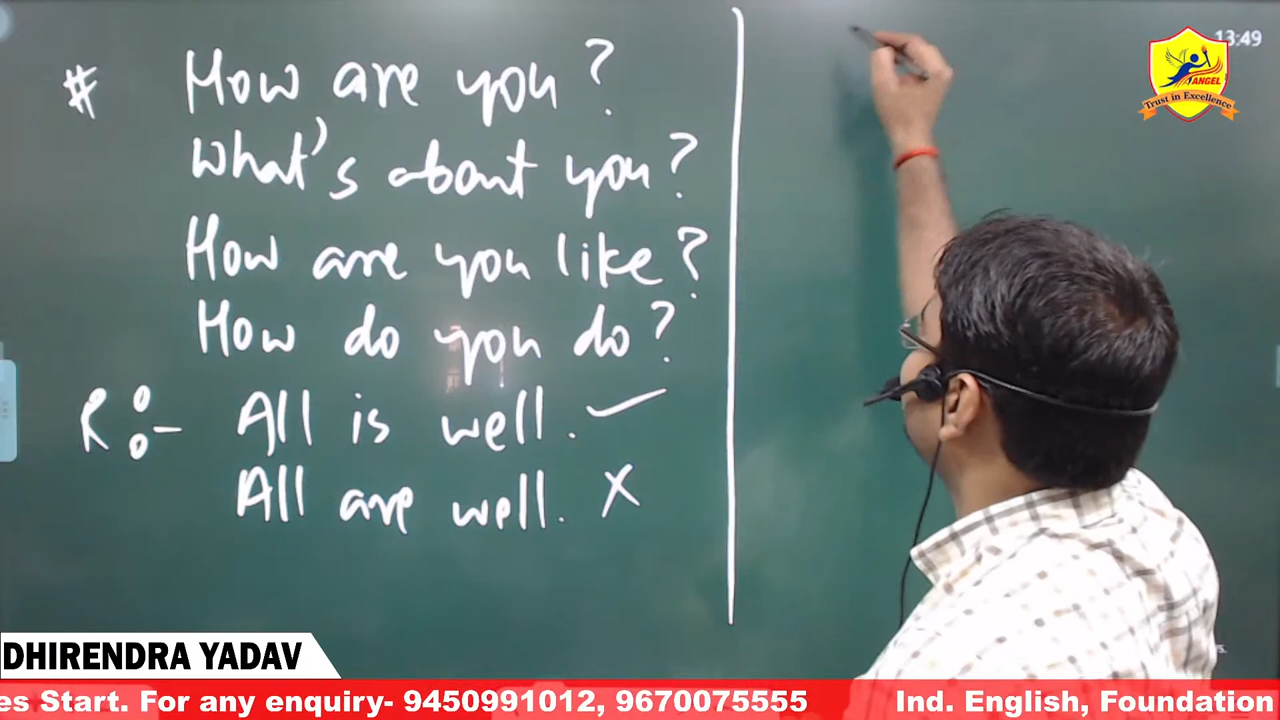 # How are you?
What's about you?
How are you like?
How do you do?
R :- All is well. ✓
All are well. ✗
13:49
ANGEL
Trust in Excellence
DHIRENDRA YADAV
es Start. For any enquiry- 9450991012, 9670075555 Ind. English, Foundation